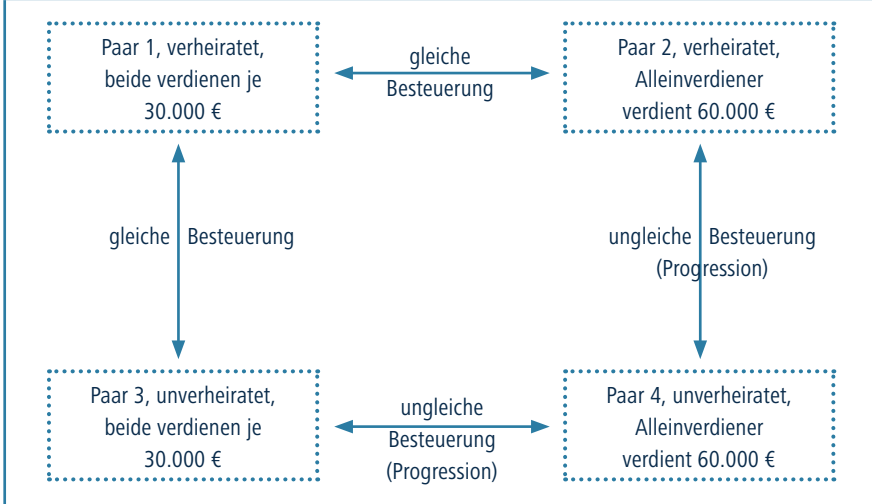 Paar 1, verheiratet,
beide verdienen je
30.000 €
gleiche
Besteuerung
Paar 2, verheiratet,
Alleinverdiener
verdient 60.000 €
gleiche Besteuerung
ungleiche Besteuerung
(Progression)
Paar 3, unverheiratet,
beide verdienen je
30.000 €
ungleiche
Besteuerung
(Progression)
Paar 4, unverheiratet,
Alleinverdiener
verdient 60.000 €